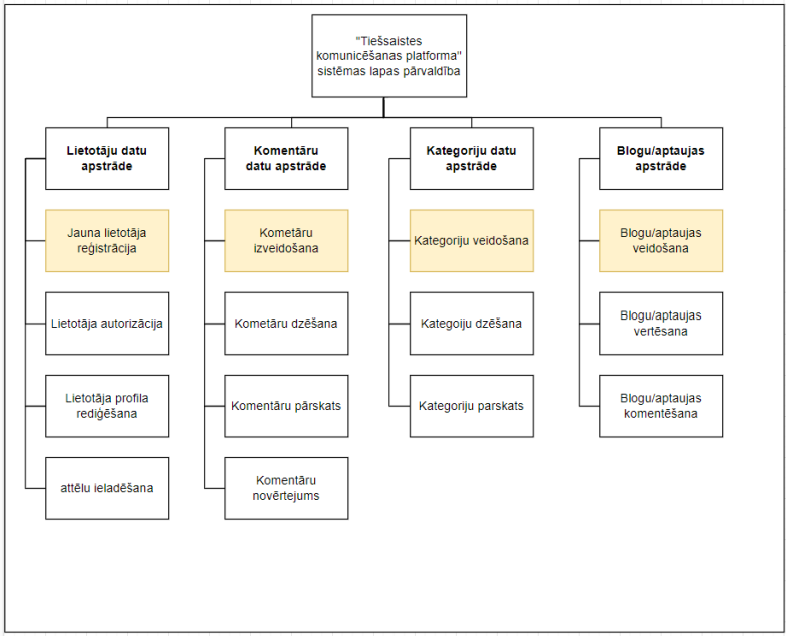 "Tiešsaistes
komunicēšanas platforma"
sistēmas lapas pārvaldība
Lietotāju datu
apstrāde
Jauna lietotāja
reģistrācija
Lietotāja autorizācija
Lietotāja profila
rediģēšana
attēlu ieladēšana
Komentāru
datu apstrāde
Kometāru
izveidošana
Kometāru dzēšana
Komentāru pārskats
Komentāru
novērtejums
Kategoriju datu
apstrāde
Kategoriju veidošana
Kategoiju dzēšana
Kategoriju parskats
Blogu/aptaujas
apstrāde
Blogu/aptaujas
veidošana
Blogu/aptaujas
vertēsana
Blogu/aptaujas
komentēšana